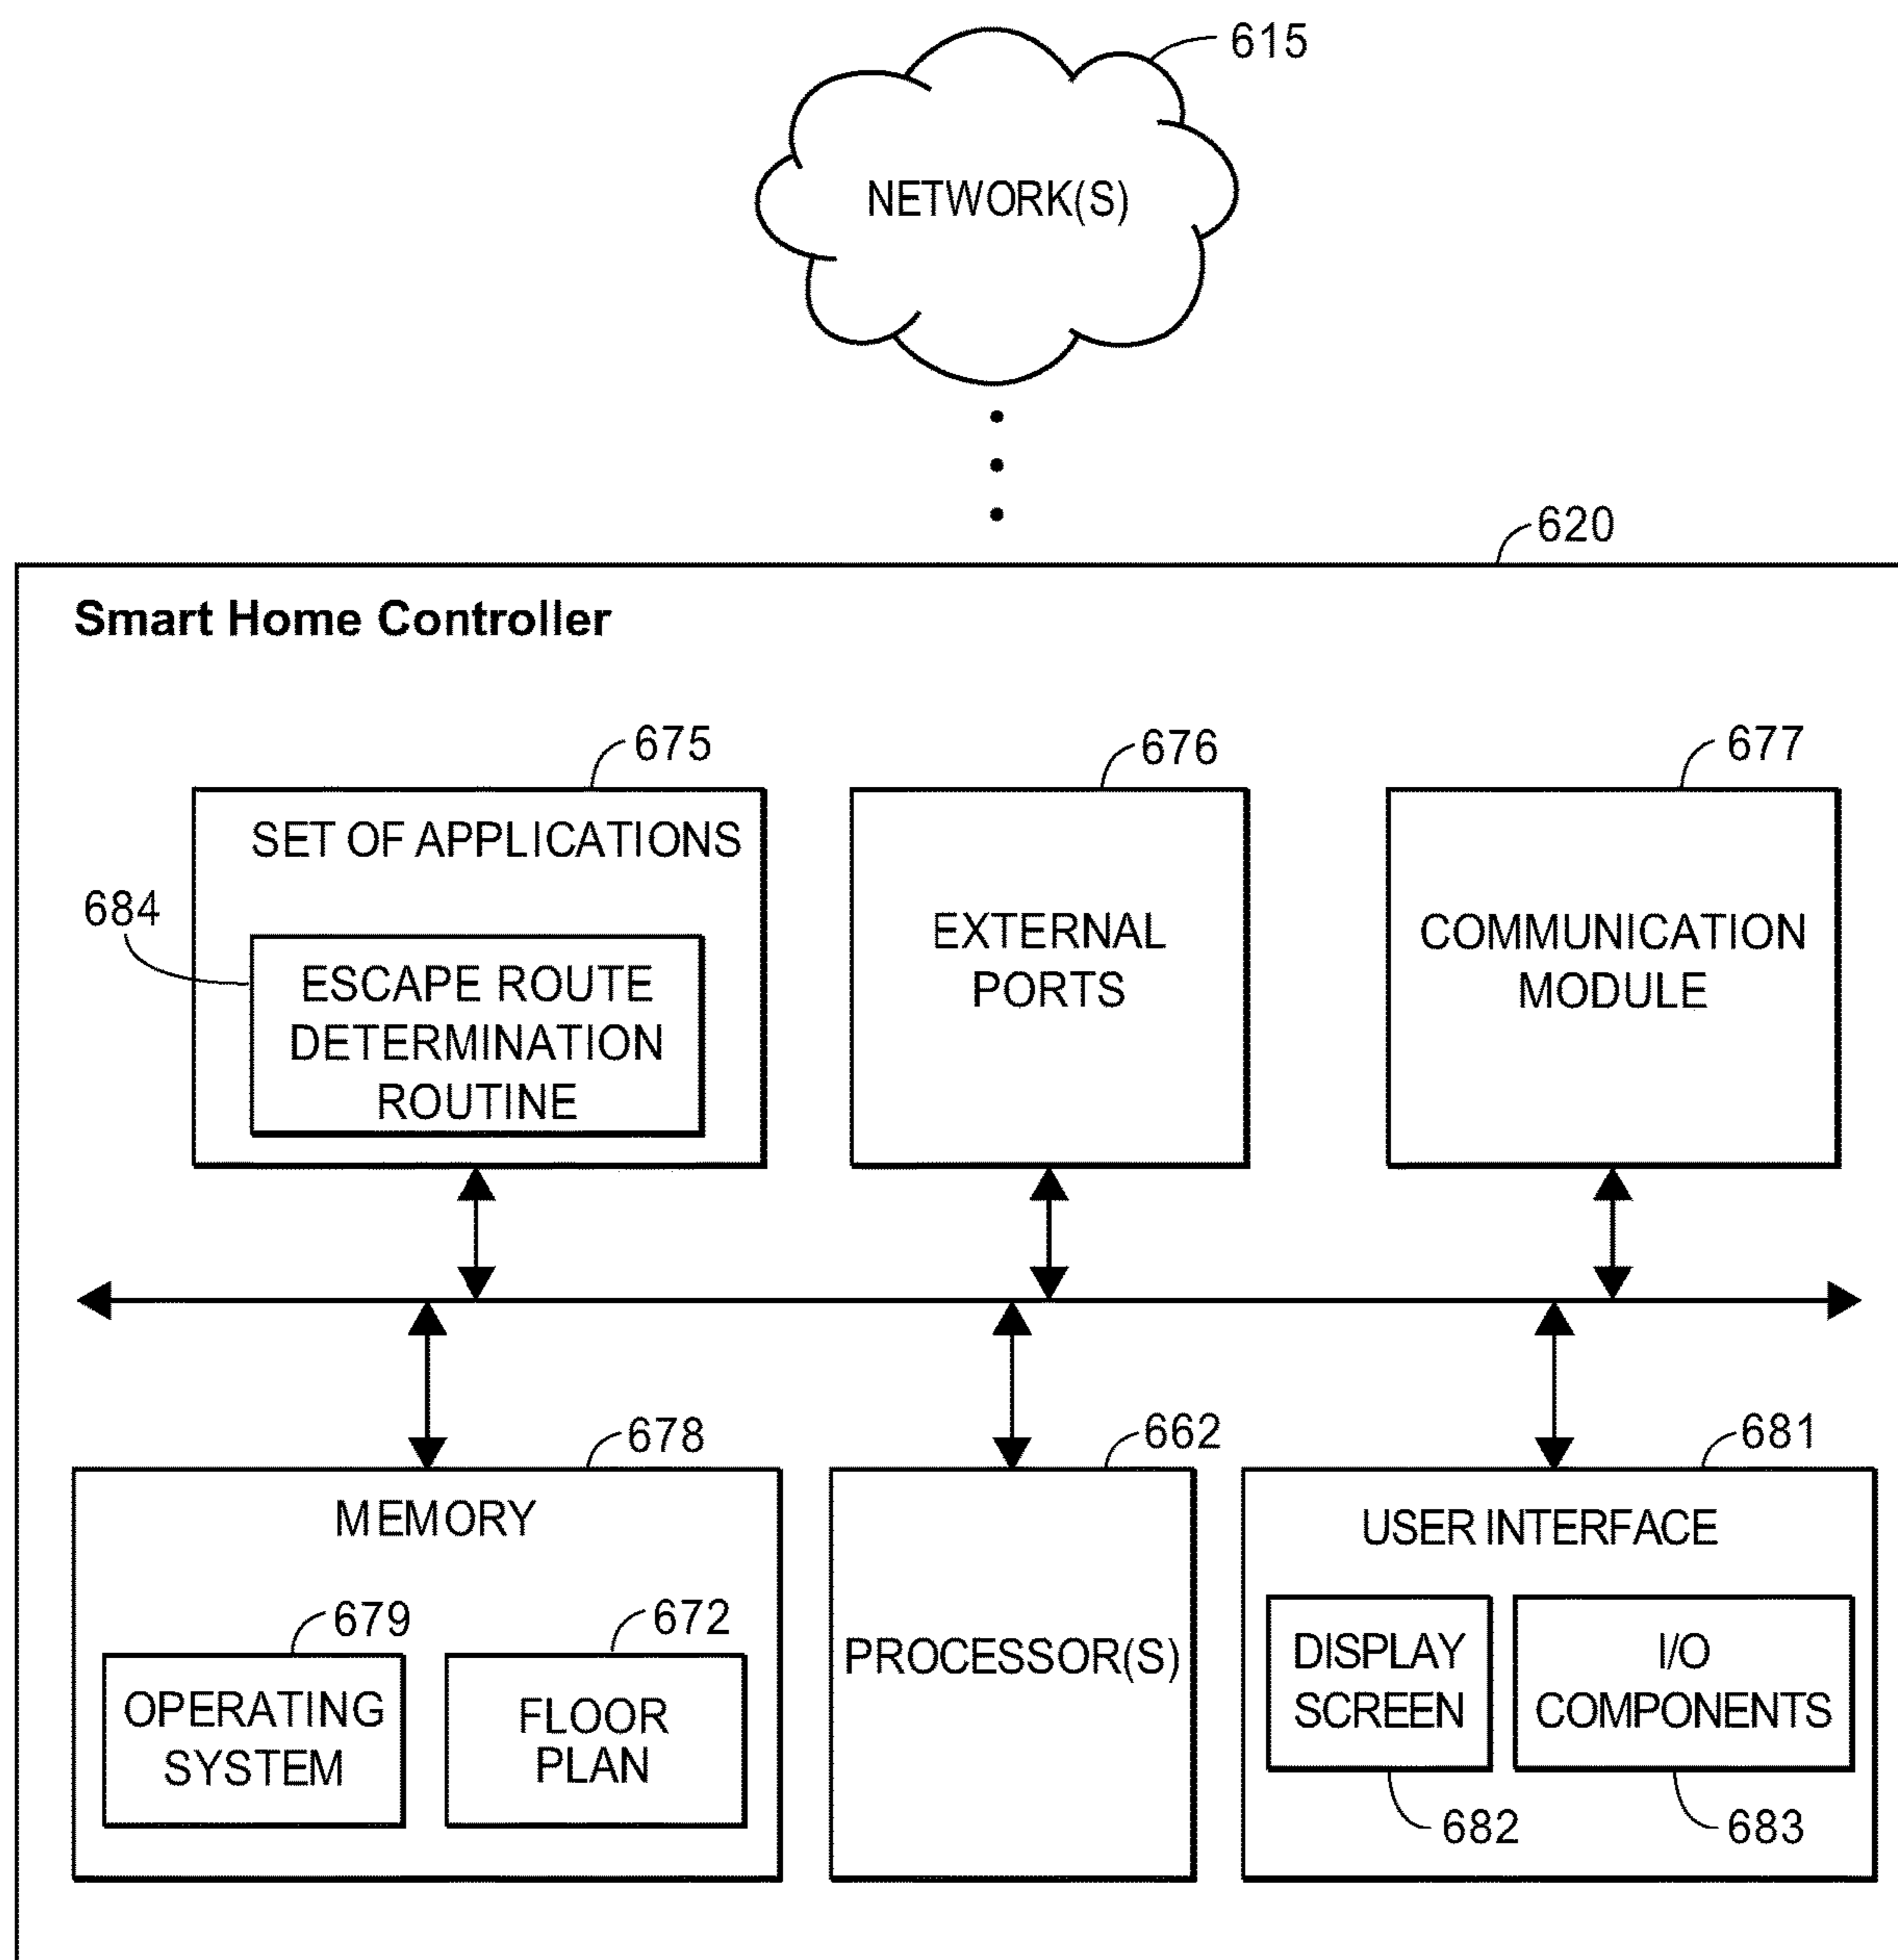 615
NETWORK(S)
620
Smart Home Controller
675
676
677
SET OF APPLICATIONS
684
ESCAPE ROUTE
DETERMINATION
ROUTINE
EXTERNAL
PORTS
COMMUNICATION
MODULE
678
662
681
MEMORY
679
672
OPERATING
SYSTEM
FLOOR
PLAN
PROCESSOR(S)
USER INTERFACE
DISPLAY
SCREEN
I/O
COMPONENTS
682
683